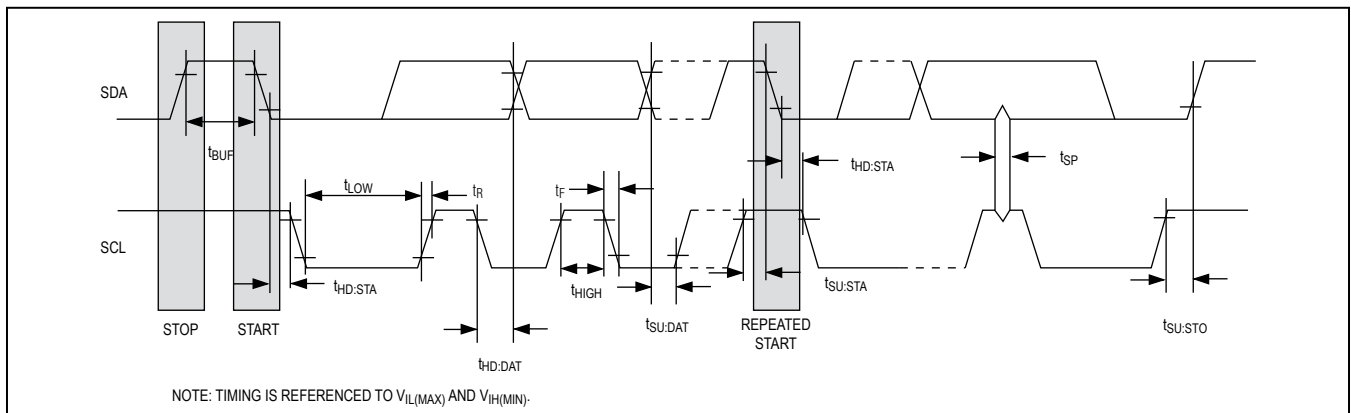 SDA
tBUF
tHD:STA
tSP
tLOW
tR
tF
SCL
tHD:STA
tHIGH
tSU:STA
tSU:DAT
tSU:STO
STOP
START
REPEATED
START
tHD:DAT
NOTE: TIMING IS REFERENCED TO VIL(MAX) AND VIH(MIN).